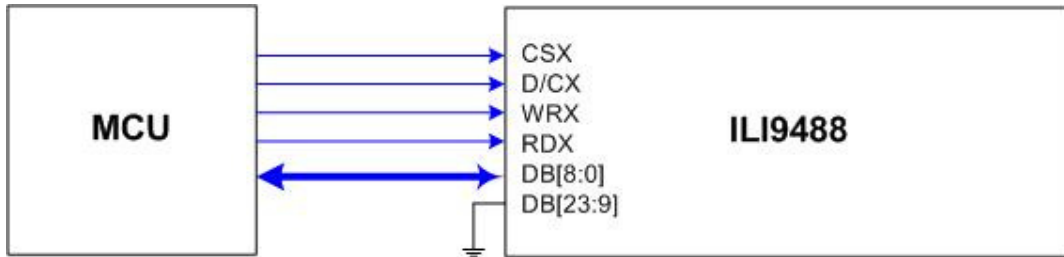 MCU
CSX
D/CX
WRX
RDX
DB[8:0]
DB[23:9]
ILI9488